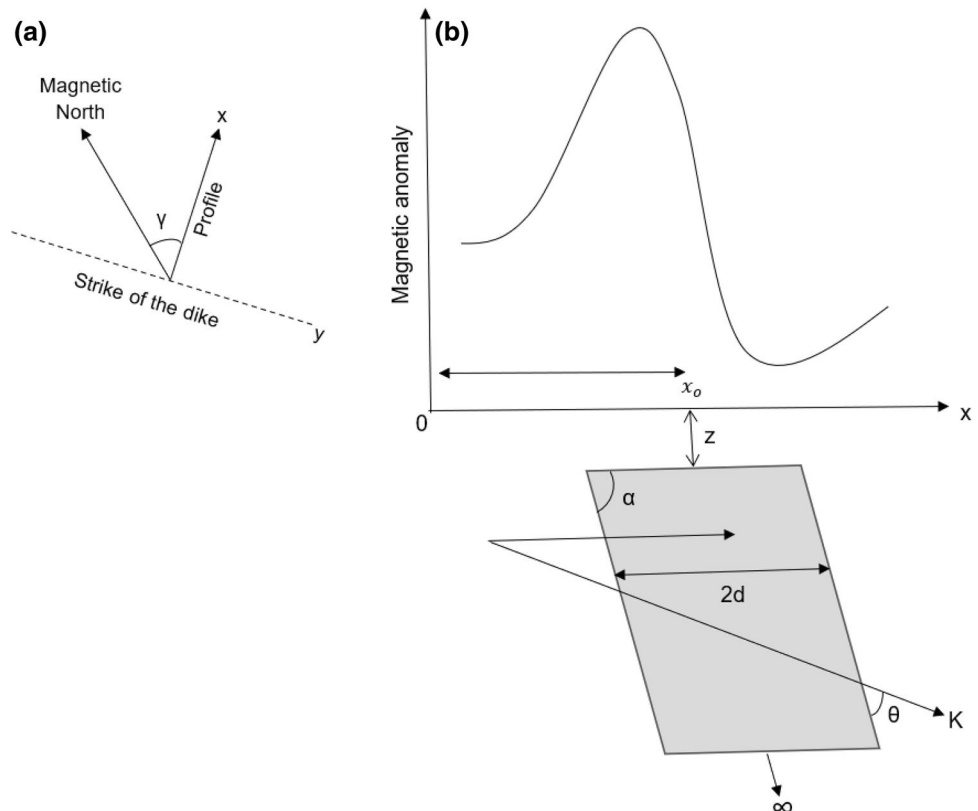 (a)
Magnetic
North
x
γ
Profile
Strike of the dike
y
(b)
Magnetic anomaly
xₒ
0
x
z
α
2d
θ
K
∞